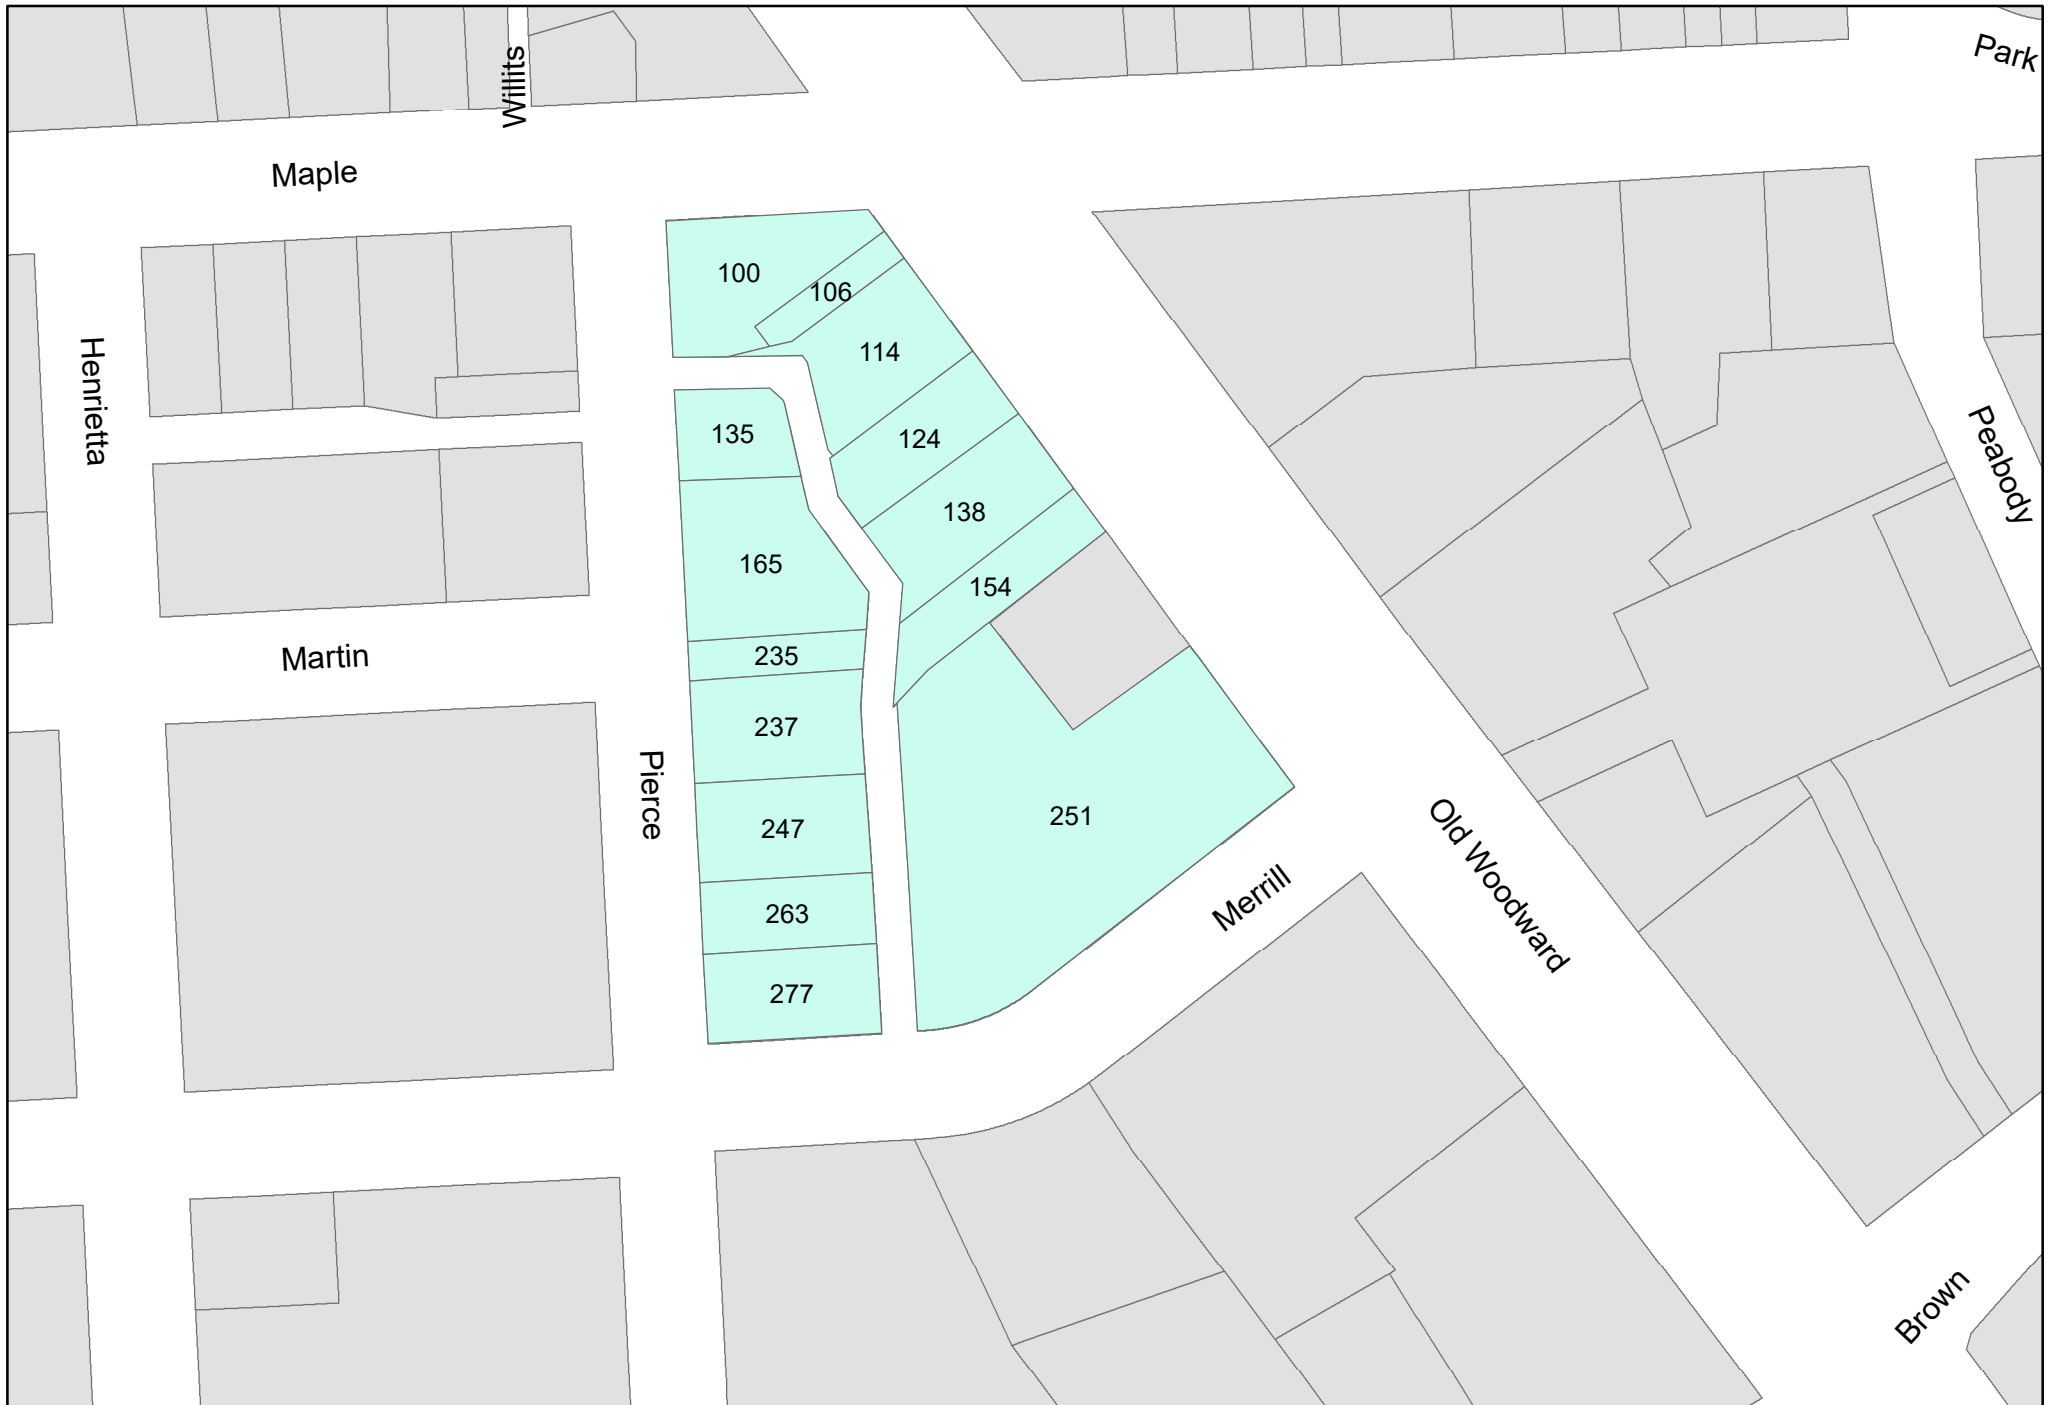 Park
Willits
Maple
100
106
114
Henrietta
135
124
Peabody
138
165
154
235
Martin
237
Pierce
251
247
Old Woodward
Merrill
263
277
Brown